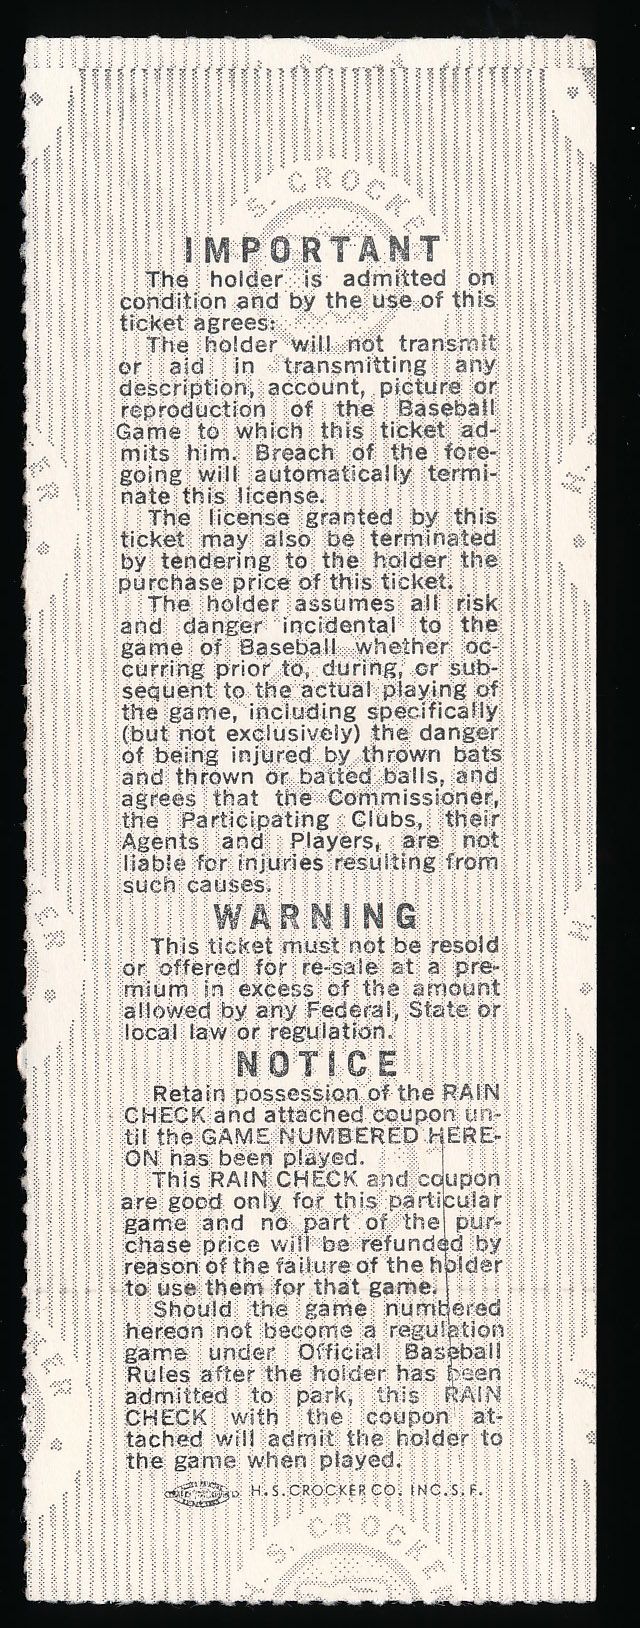 S. CROCKE
IMPORTANT
The holder is admitted on
condition and by the use of this
ticket agrees:
The holder will not transmit
or aid in transmitting any
description, account, picture or
reproduction of the Baseball
Game to which this ticket ad-
mits him. Breach of the fore-
going will automatically termi-
nate this license.
The license granted by this
ticket may also be terminated
by tendering to the holder the
purchase price of this ticket.
The holder assumes all risk
and danger incidental to the
game of Baseball whether oc-
curring prior to, during, or sub-
sequent to the actual playing of
the game, including specifically
(but not exclusively) the danger
of being injured by thrown bats
and thrown or batted balls, and
agrees that the Commissioner,
the Participating Clubs, their
Agents and Players, are not
liable for injuries resulting from
such causes.
WARNING
This ticket must not be resold
or offered for re-sale at a pre-
mium in excess of the amount
allowed by any Federal, State or
local law or regulation.
NOTICE
Retain possession of the RAIN
CHECK and attached coupon un-
til the GAME NUMBERED HERE-
ON has been played.
This RAIN CHECK and coupon
are good only for this particular
game and no part of the pur-
chase price will be refunded by
reason of the failure of the holder
to use them for that game.
Should the game numbered
hereon not become a regulation
game under Official Baseball
Rules after the holder has been
admitted to park, this RAIN
CHECK with the coupon at-
tached will admit the holder to
the game when played.
H.S. CROCKER CO. INC. S. F.
H. S. CROCKER